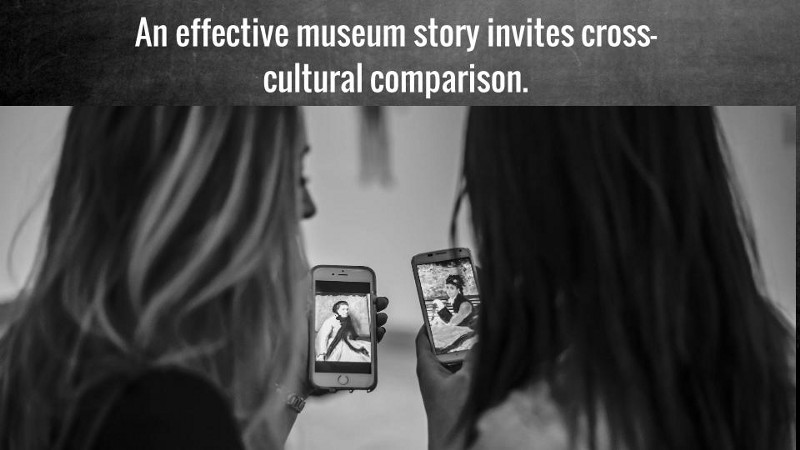 An effective museum story invites cross-
cultural comparison.